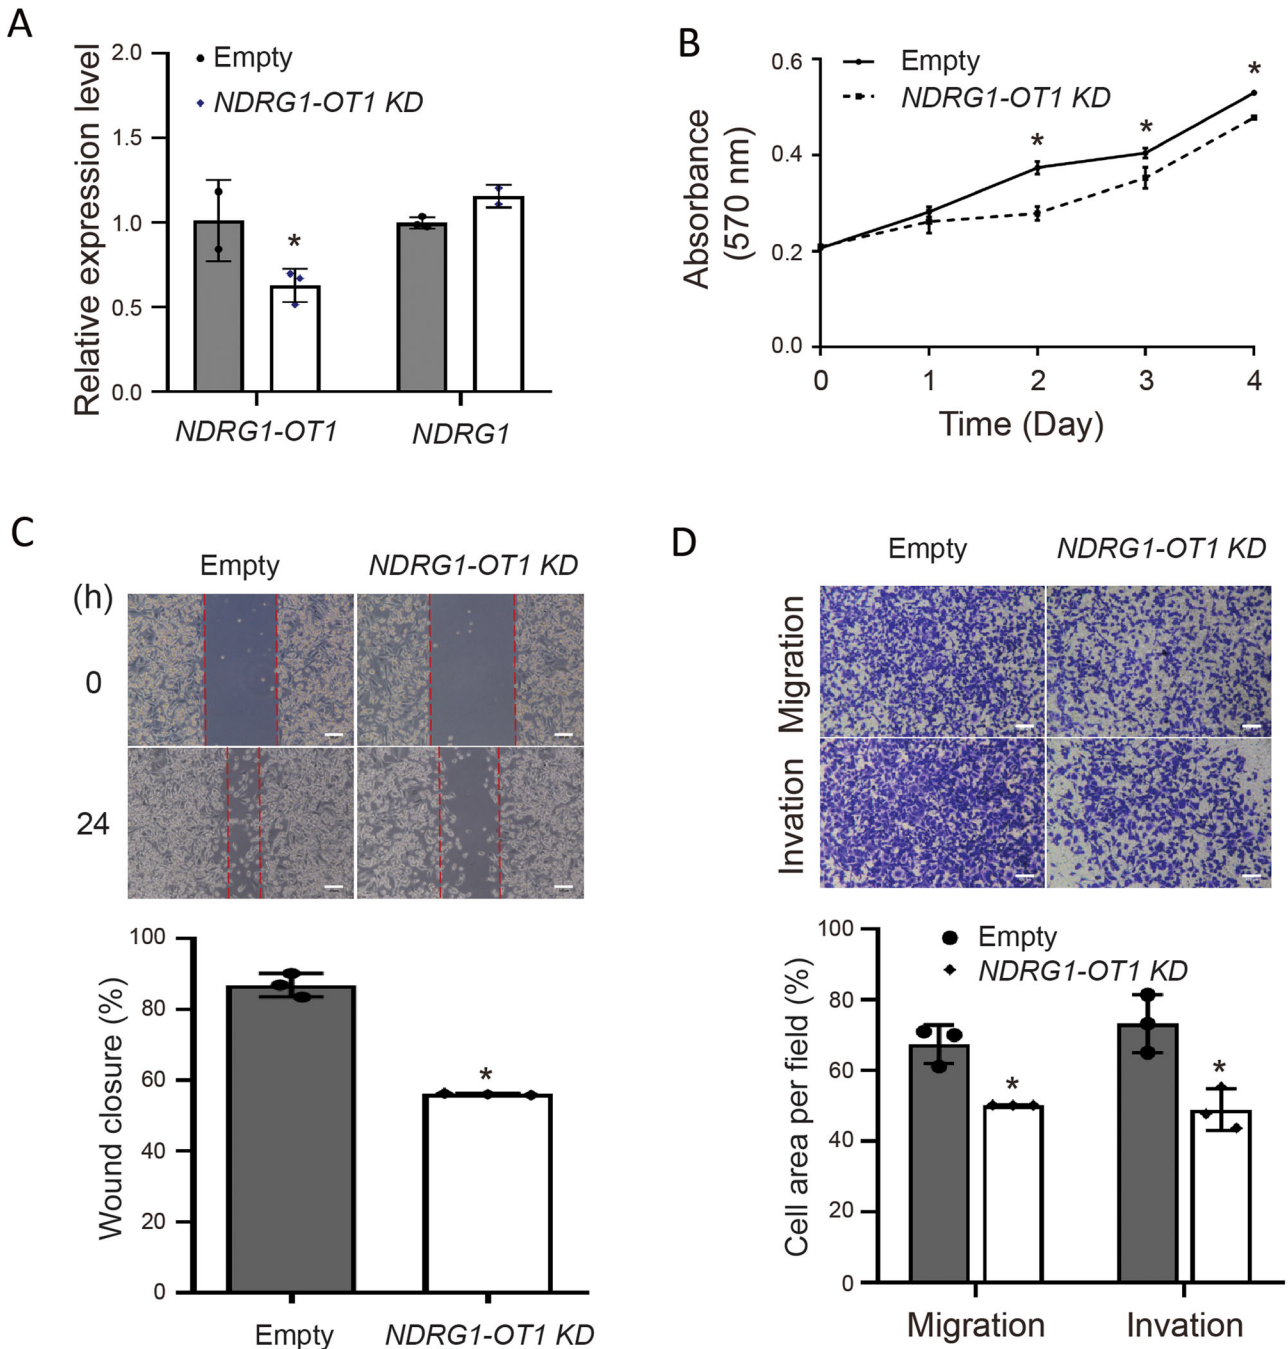 A
Relative expression level
2.0
1.5
1.0
0.5
0.0
Empty
NDRG1-OT1 KD
*
NDRG1-OT1
NDRG1
B
Absorbance
(570 nm)
0.6
0.4
0.2
0.0
Empty
NDRG1-OT1 KD
*
*
*
0
1
2
3
4
Time (Day)
C
Empty
NDRG1-OT1 KD
(h)
0
24
Wound closure (%)
100
80
60
40
20
0
*
Empty
NDRG1-OT1 KD
D
Empty
NDRG1-OT1 KD
Migration
Invation
Cell area per field (%)
100
80
60
40
20
0
Empty
NDRG1-OT1 KD
*
*
Migration
Invation